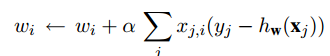 w_i ← w_i + α ∑_j x_{j,i}(y_j − h_𝐰(𝐱_j))